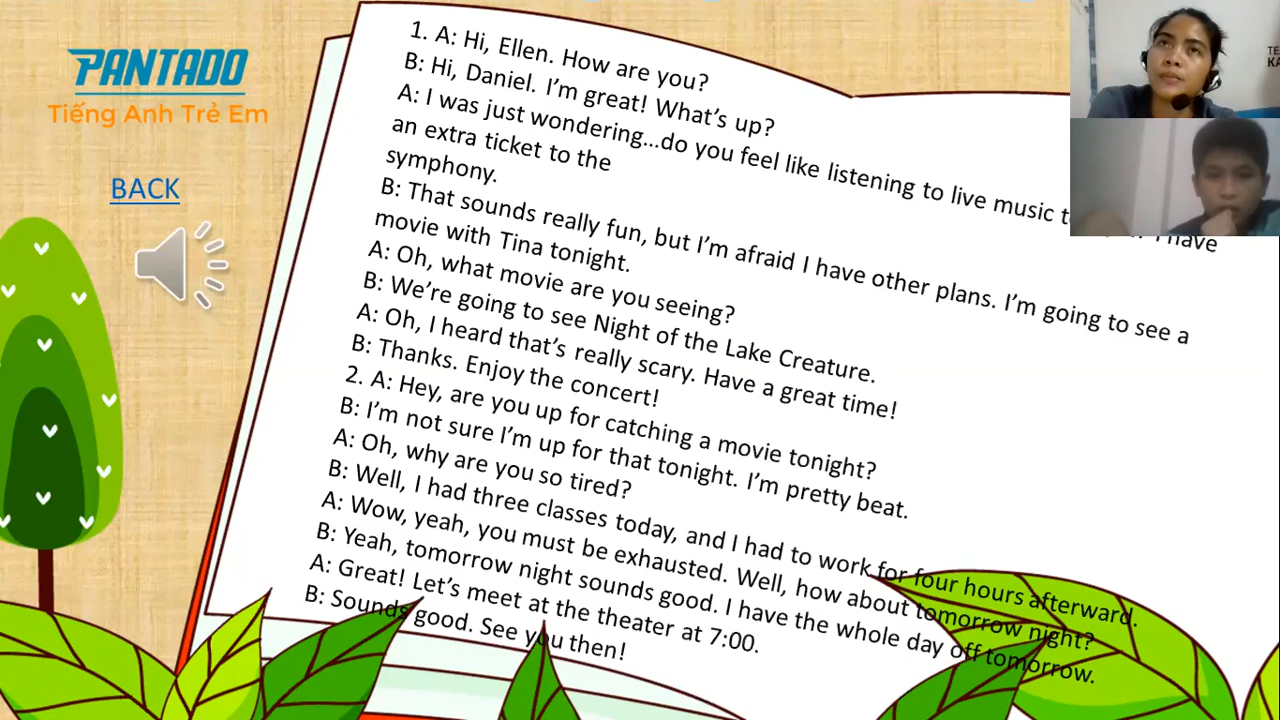 PANTADO
Tiếng Anh Trẻ Em
BACK
1. A: Hi, Ellen. How are you?
B: Hi, Daniel. I'm great! What's up?
A: I was just wondering...do you feel like listening to live music I have
an extra ticket to the
symphony.
B: That sounds really fun, but I'm afraid I have other plans. I'm going to see a
movie with Tina tonight.
A: Oh, what movie are you seeing?
B: We're going to see Night of the Lake Creature.
A: Oh, I heard that's really scary. Have a great time!
B: Thanks. Enjoy the concert!
2. A: Hey, are you up for catching a movie tonight?
B: I'm not sure I'm up for that tonight. I'm pretty beat.
A: Oh, why are you so tired?
B: Well, I had three classes today, and I had to work for four hours afterward.
A: Wow, yeah, you must be exhausted. Well, how about tomorrow night?
B: Yeah, tomorrow night sounds good. I have the whole day off tomorrow.
A: Great! Let's meet at the theater at 7:00.
B: Sounds good. See you then!